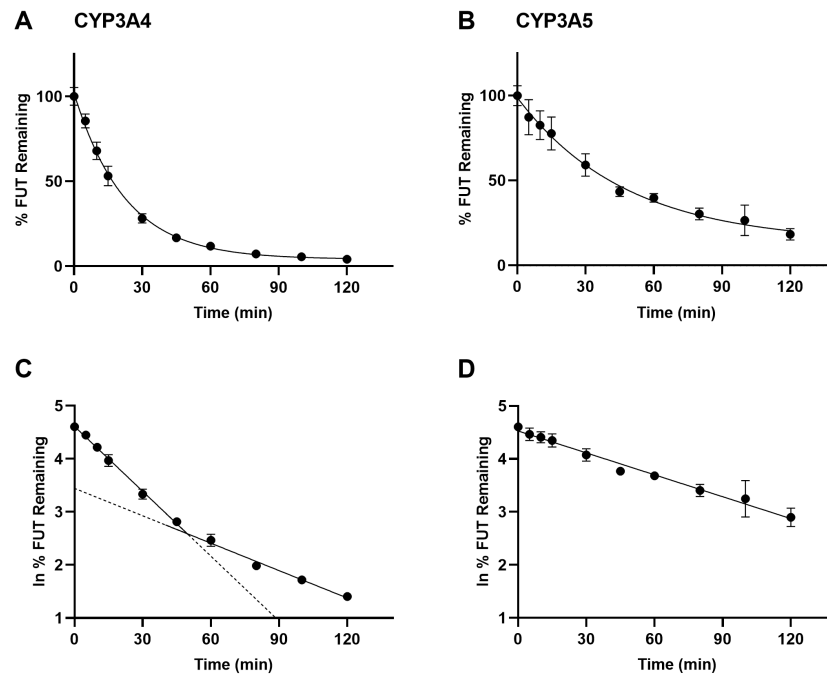 A CYP3A4
B CYP3A5
% FUT Remaining
100
50
0
0 30 60 90 120
Time (min)
% FUT Remaining
100
50
0
0 30 60 90 120
Time (min)
C
D
ln % FUT Remaining
5
4
3
2
1
0 30 60 90 120
Time (min)
ln % FUT Remaining
5
4
3
2
1
0 30 60 90 120
Time (min)